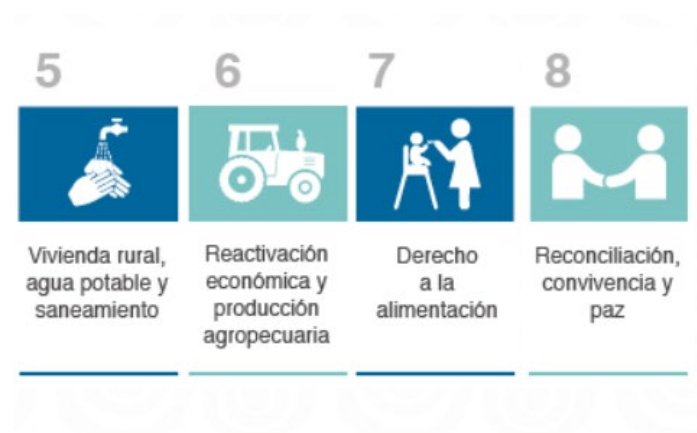 5
6
7
8
Vivienda rural,
agua potable y
saneamiento
Reactivación
económica y
producción
agropecuaria
Derecho
a la
alimentación
Reconciliación,
convivencia y
paz